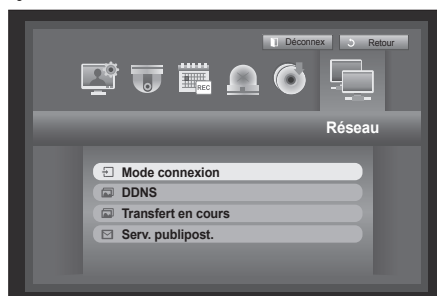 Déconnex Retour
REC
Réseau
Mode connexion
DDNS
Transfert en cours
Serv. publipost.